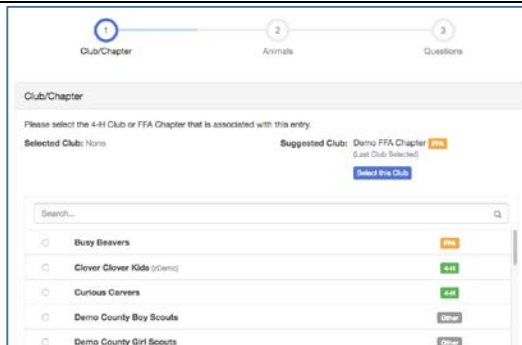 1
2
3
Club/Chapter
Animals
Questions
Club/Chapter
Please select the 4-H Club or FFA Chapter that is associated with this entry.
Selected Club: None
Suggested Club: Demo FFA Chapter FFA
(Last Club Selected)
Select this Club
Search...
Busy Beavers FFA
Clever Clover Kids (zDemo) 4-H
Curious Carvers 4-H
Demo County Boy Scouts Other
Demo County Girl Scouts Other